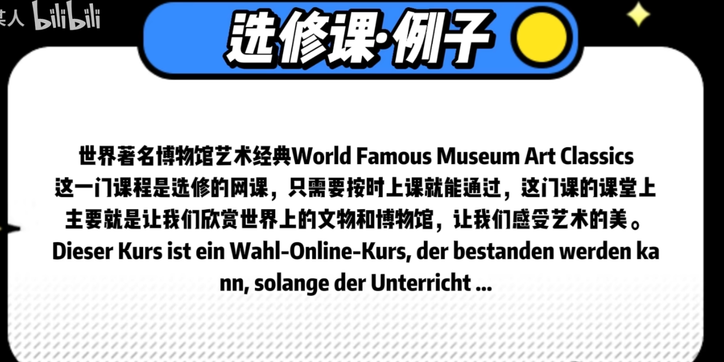 某人 bilibili
选修课·例子
世界著名博物馆艺术经典World Famous Museum Art Classics
这一门课程是选修的网课，只需要按时上课就能通过，这门课的课堂上
主要就是让我们欣赏世界上的文物和博物馆，让我们感受艺术的美。
Dieser Kurs ist ein Wahl-Online-Kurs, der bestanden werden ka
nn, solange der Unterricht ...